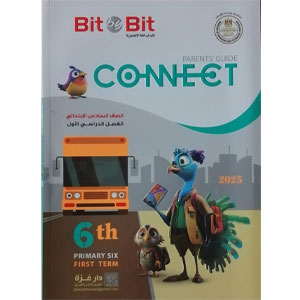 Bit by Bit
PARENTS' GUIDE
CONNECT
الصف السادس الابتدائي
الفصل الدراسي الأول
2025
6th
PRIMARY SIX
FIRST TERM
دار غزة